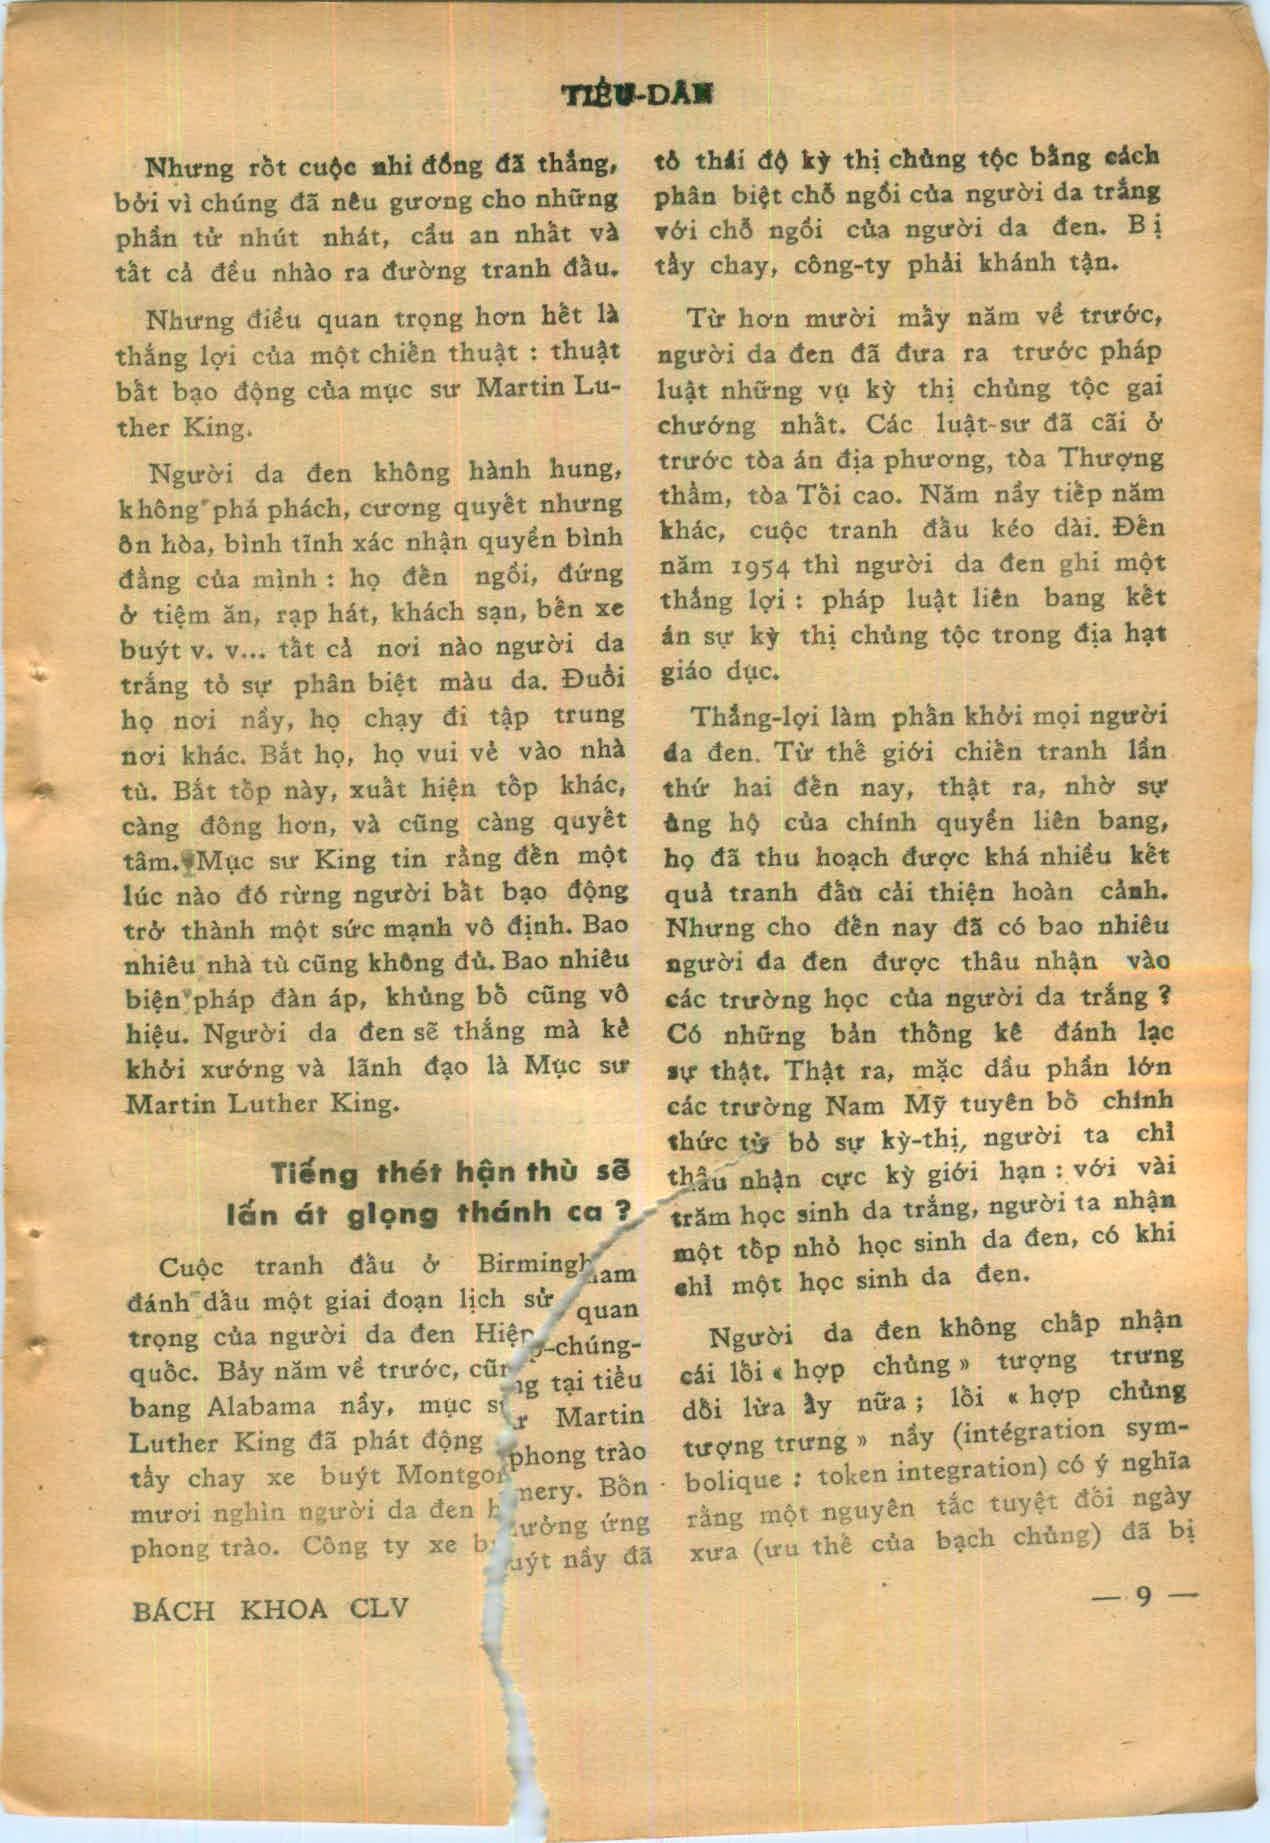 TIÊU-DÂN
Nhưng rốt cuộc nhi đồng đã thắng,
bởi vì chúng đã nêu gương cho những
phần tử nhút nhát, cầu an nhất và
tất cả đều nhào ra đường tranh đấu.
Nhưng điều quan trọng hơn hết là
thắng lợi của một chiến thuật : thuật
bất bạo động của mục sư Martin Lu-
ther King.
Người da đen không hành hung,
không phá phách, cương quyết nhưng
ôn hòa, bình tĩnh xác nhận quyền bình
đẳng của mình : họ đến ngồi, đứng
ở tiệm ăn, rạp hát, khách sạn, bến xe
buýt v. v... tất cả nơi nào người da
trắng tỏ sự phân biệt màu da. Đuổi
họ nơi nầy, họ chạy đi tập trung
nơi khác. Bắt họ, họ vui vẻ vào nhà
tù. Bắt tốp này, xuất hiện tốp khác,
càng đông hơn, và cũng càng quyết
tâm. Mục sư King tin rằng đến một
lúc nào đó rừng người bất bạo động
trở thành một sức mạnh vô định. Bao
nhiêu nhà tù cũng không đủ. Bao nhiêu
biện pháp đàn áp, khủng bố cũng vô
hiệu. Người da đen sẽ thắng mà kẻ
khởi xướng và lãnh đạo là Mục sư
Martin Luther King.
Tiếng thét hận thù sẽ
lấn át giọng thánh ca ?
Cuộc tranh đấu ở Birmingham
đánh dấu một giai đoạn lịch sử quan
trọng của người da đen Hiệp-chúng-
quốc. Bảy năm về trước, cũng tại tiểu
bang Alabama nầy, mục sư Martin
Luther King đã phát động phong trào
tẩy chay xe buýt Montgomery. Bốn
mươi nghìn người da đen hưởng ứng
phong trào. Công ty xe buýt nầy đã
tỏ thái độ kỳ thị chủng tộc bằng cách
phân biệt chỗ ngồi của người da trắng
với chỗ ngồi của người da đen. Bị
tẩy chay, công-ty phải khánh tận.
Từ hơn mười mấy năm về trước,
người da đen đã đưa ra trước pháp
luật những vụ kỳ thị chủng tộc gai
chướng nhất. Các luật-sư đã cãi ở
trước tòa án địa phương, tòa Thượng
thẩm, tòa Tối cao. Năm nầy tiếp năm
khác, cuộc tranh đấu kéo dài. Đến
năm 1954 thì người da đen ghi một
thắng lợi : pháp luật liên bang kết
án sự kỳ thị chủng tộc trong địa hạt
giáo dục.
Thắng-lợi làm phấn khởi mọi người
da đen. Từ thế giới chiến tranh lần
thứ hai đến nay, thật ra, nhờ sự
ủng hộ của chính quyền liên bang,
họ đã thu hoạch được khá nhiều kết
quả tranh đấu cải thiện hoàn cảnh.
Nhưng cho đến nay đã có bao nhiêu
người da đen được thâu nhận vào
các trường học của người da trắng ?
Có những bản thống kê đánh lạc
sự thật. Thật ra, mặc dầu phần lớn
các trường Nam Mỹ tuyên bố chính
thức từ bỏ sự kỳ-thị, người ta chỉ
thâu nhận cực kỳ giới hạn : với vài
trăm học sinh da trắng, người ta nhận
một tốp nhỏ học sinh da đen, có khi
chỉ một học sinh da đen.
Người da đen không chấp nhận
cái lối « hợp chủng » tượng trưng
dối lừa ấy nữa ; lối « hợp chủng
tượng trưng » nầy (intégration sym-
bolique : token integration) có ý nghĩa
rằng một nguyên tắc tuyệt đối ngày
xưa (ưu thế của bạch chủng) đã bị
BÁCH KHOA CLV
— 9 —